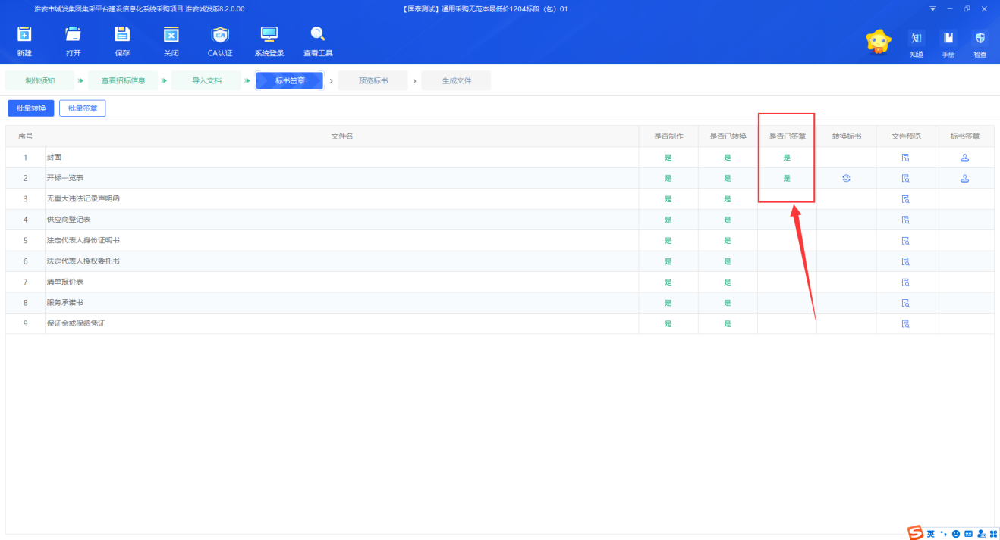 淮安市城发集团集采平台建设信息化系统采购项目 淮安城发版8.2.0.00
【国泰测试】通用采购无范本最低价1204标段（包）01
新建 打开 保存 关闭 CA认证 系统登录 查看工具 知道 手册 检查
制作须知 查看招标信息 导入文档 标书签章 预览标书 生成文件
批量转换 批量签章
序号 文件名 是否制作 是否已转换 是否已签章 转换标书 文件预览 标书签章
1 封面 是 是 是
2 开标一览表 是 是 是
3 无重大违法记录声明函 是 是
4 供应商登记表 是 是
5 法定代表人身份证明书 是 是
6 法定代表人授权委托书 是 是
7 清单报价表 是 是
8 服务承诺书 是 是
9 保证金或保函凭证 是 是
英